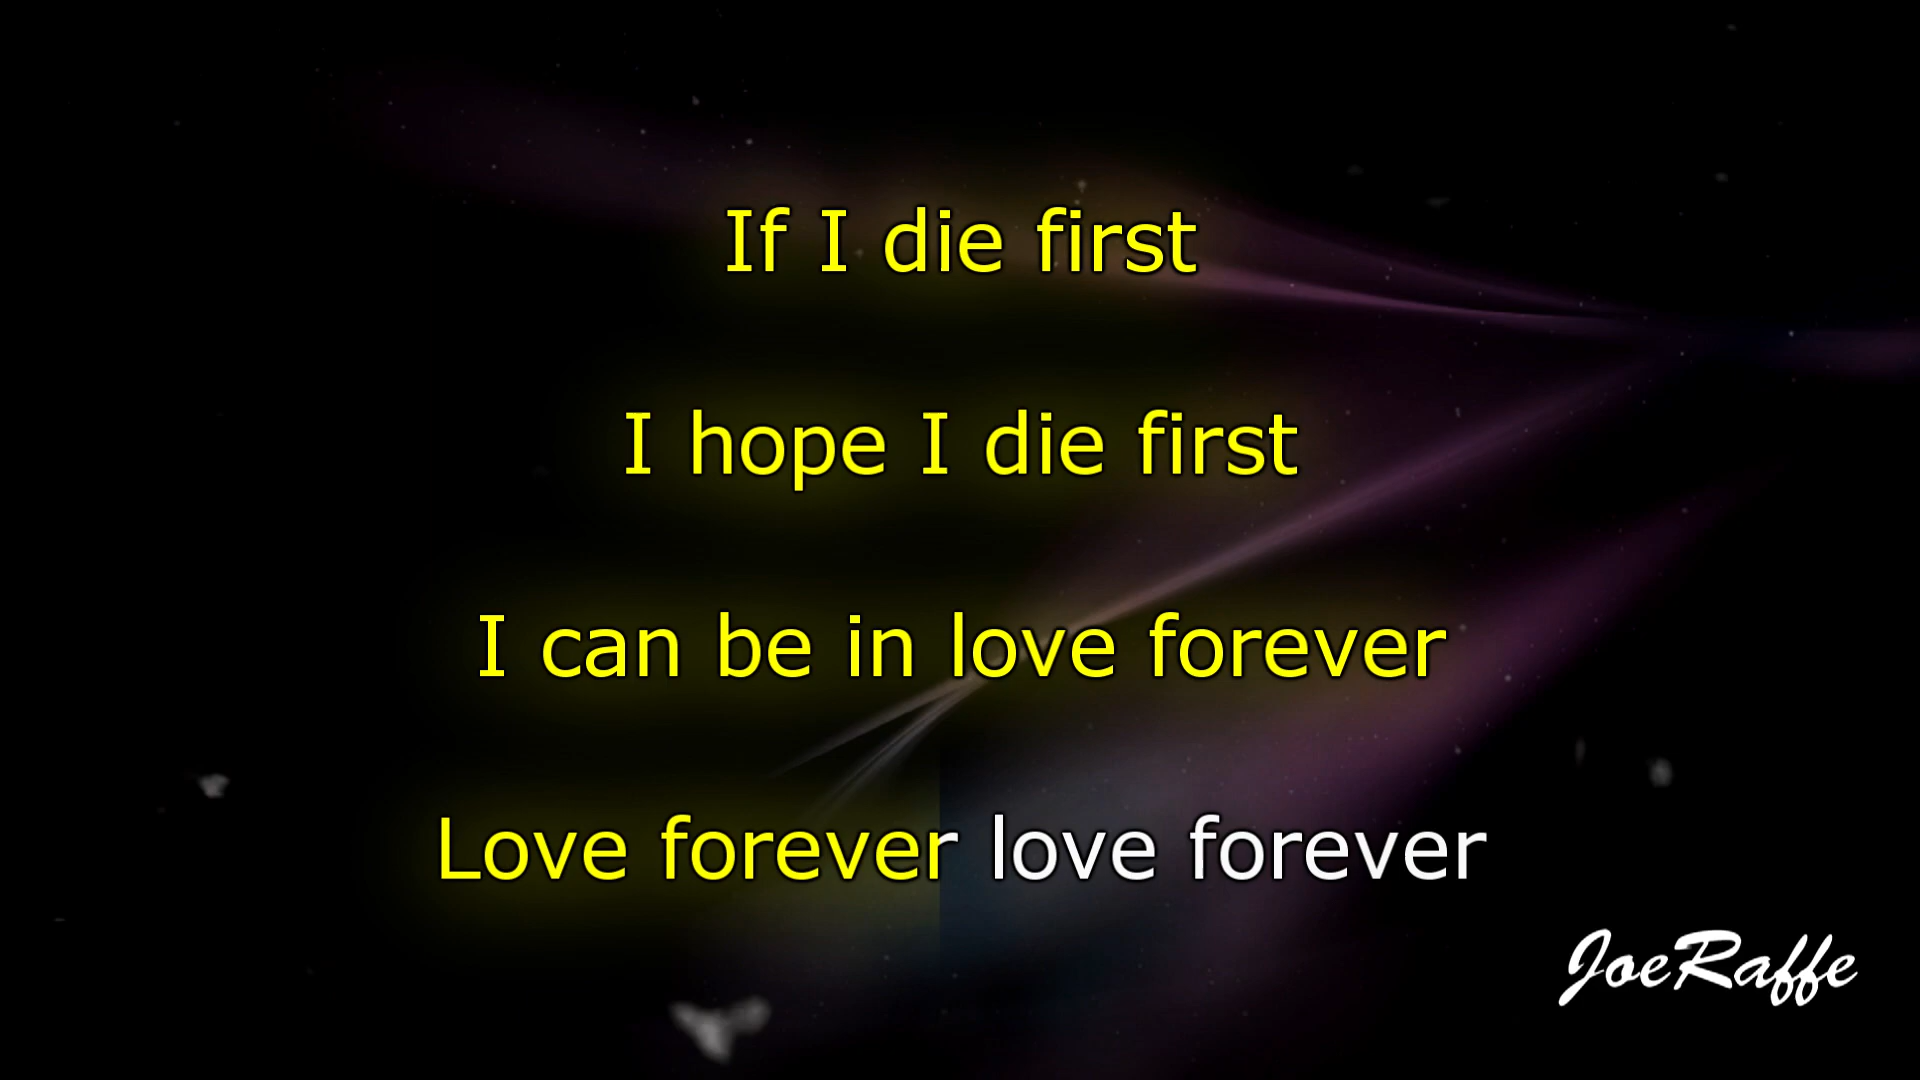 If I die first
I hope I die first
I can be in love forever
Love forever love forever
JoeRaffe